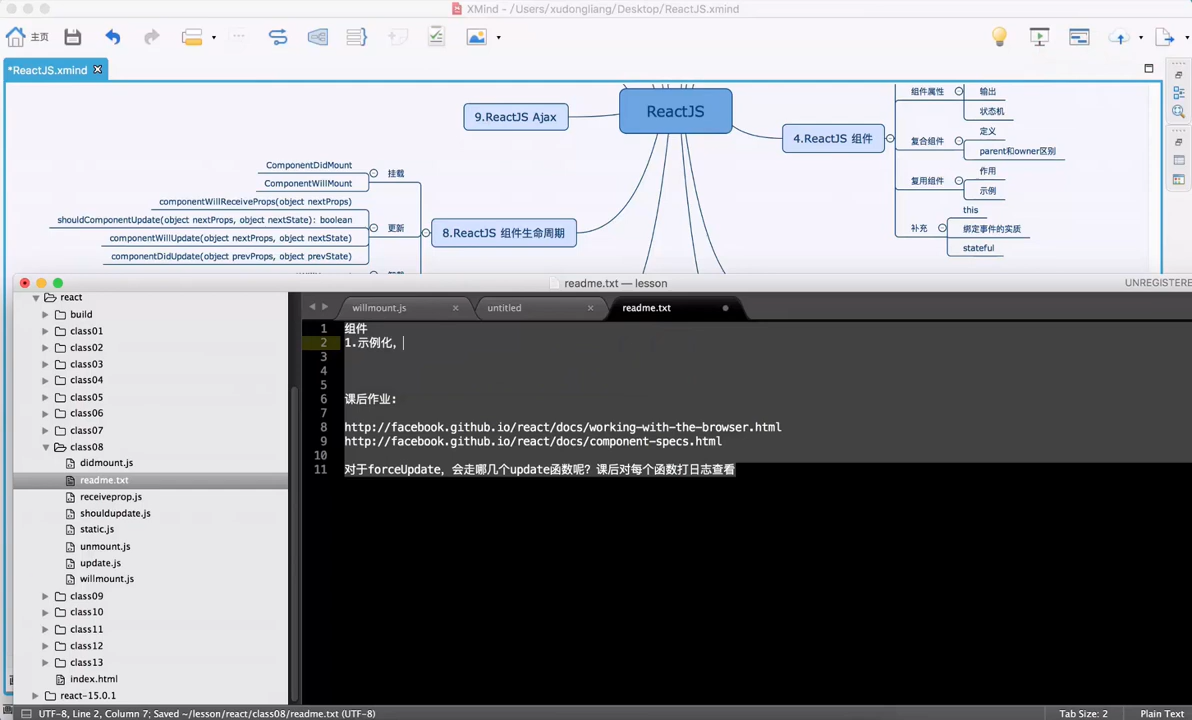 XMind - /Users/xudongliang/Desktop/ReactJS.xmind
主页
*ReactJS.xmind
ReactJS
9.ReactJS Ajax
4.ReactJS 组件
组件属性
输出
状态机
复合组件
定义
parent和owner区别
复用组件
作用
示例
补充
this
绑定事件的实质
stateful
ComponentDidMount
ComponentWillMount
挂载
componentWillReceiveProps(object nextProps)
shouldComponentUpdate(object nextProps, object nextState): boolean
componentWillUpdate(object nextProps, object nextState)
componentDidUpdate(object prevProps, object prevState)
更新
8.ReactJS 组件生命周期
readme.txt — lesson
UNREGISTERE
react
build
class01
class02
class03
class04
class05
class06
class07
class08
didmount.js
readme.txt
receiveprop.js
shouldupdate.js
static.js
unmount.js
update.js
willmount.js
class09
class10
class11
class12
class13
index.html
react-15.0.1
willmount.js
untitled
readme.txt
1 组件
2 1.示例化,
3
4
5
6 课后作业:
7
8 http://facebook.github.io/react/docs/working-with-the-browser.html
9 http://facebook.github.io/react/docs/component-specs.html
10
11 对于forceUpdate, 会走哪几个update函数呢? 课后对每个函数打日志查看
UTF-8, Line 2, Column 7; Saved ~/lesson/react/class08/readme.txt (UTF-8)
Tab Size: 2
Plain Text